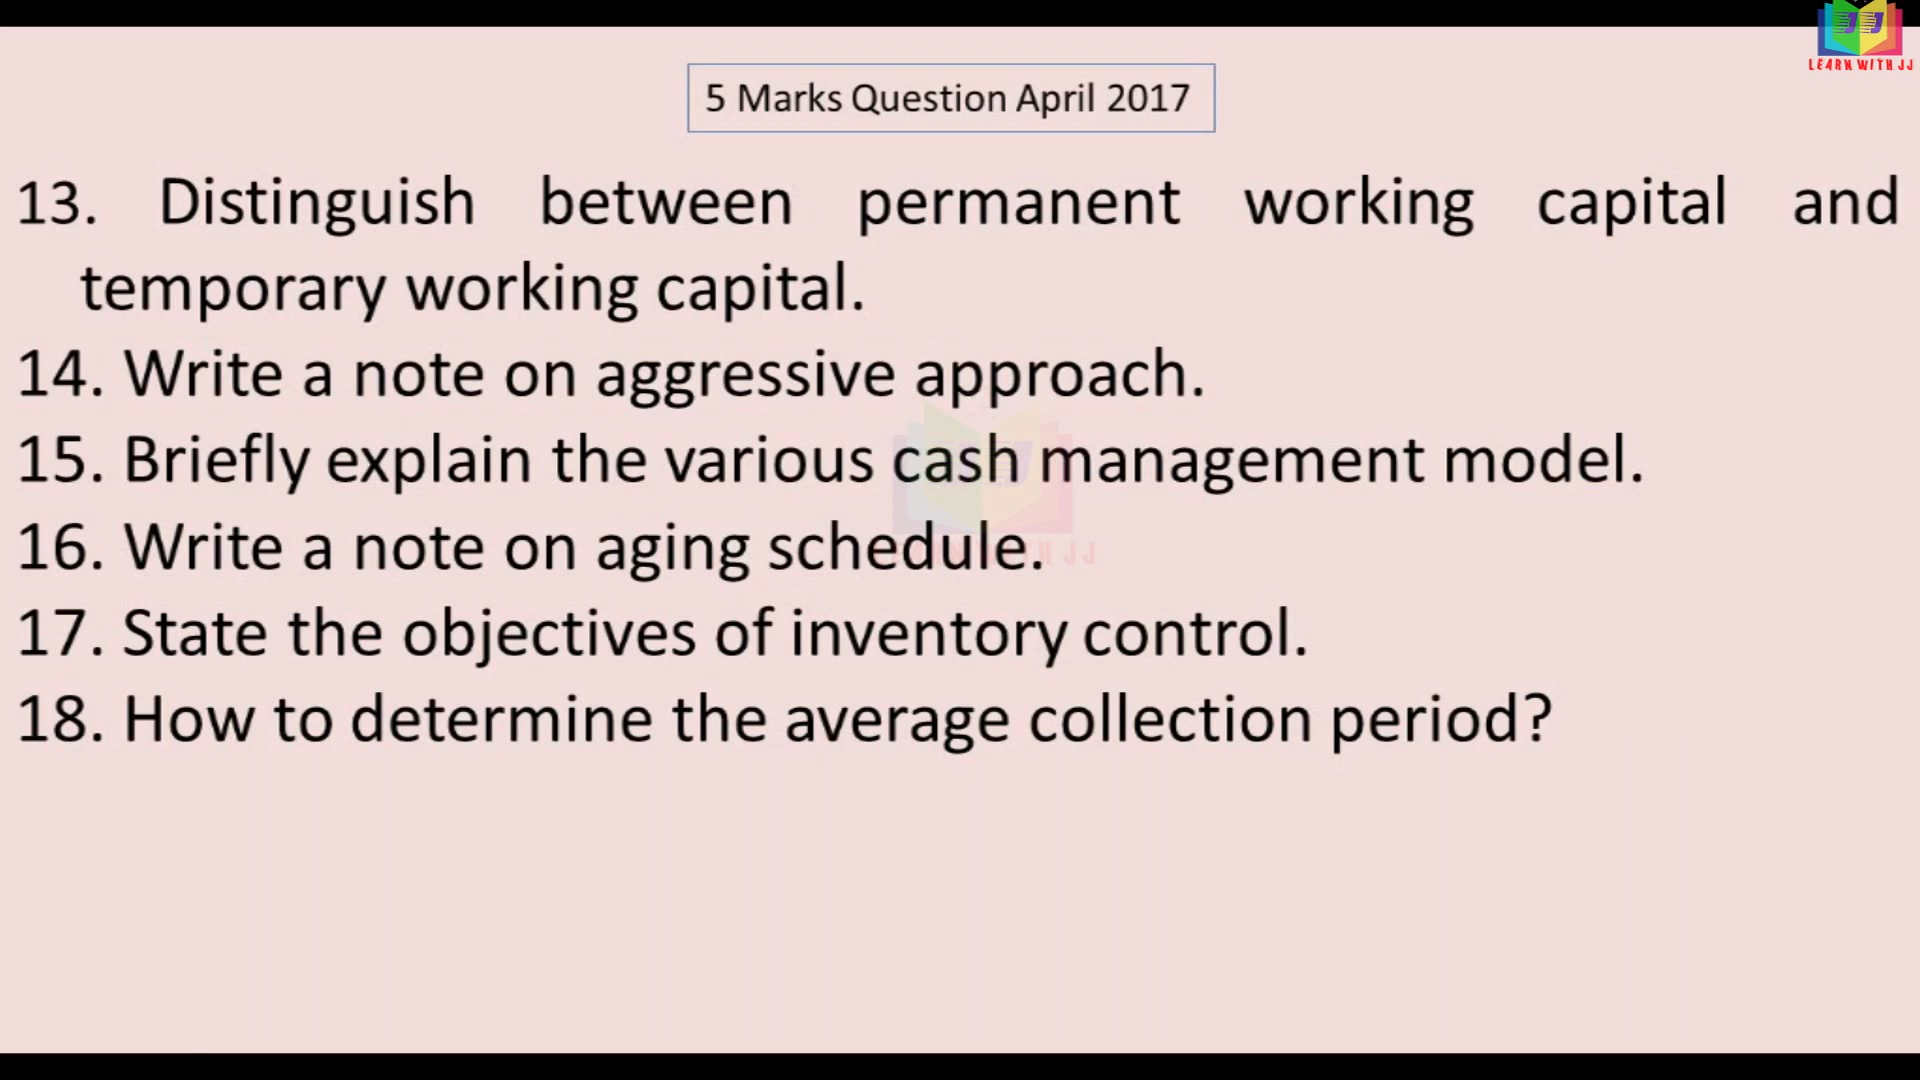 LEARN WITH JJ
5 Marks Question April 2017
13. Distinguish between permanent working capital and
temporary working capital.
14. Write a note on aggressive approach.
15. Briefly explain the various cash management model.
16. Write a note on aging schedule.
17. State the objectives of inventory control.
18. How to determine the average collection period?